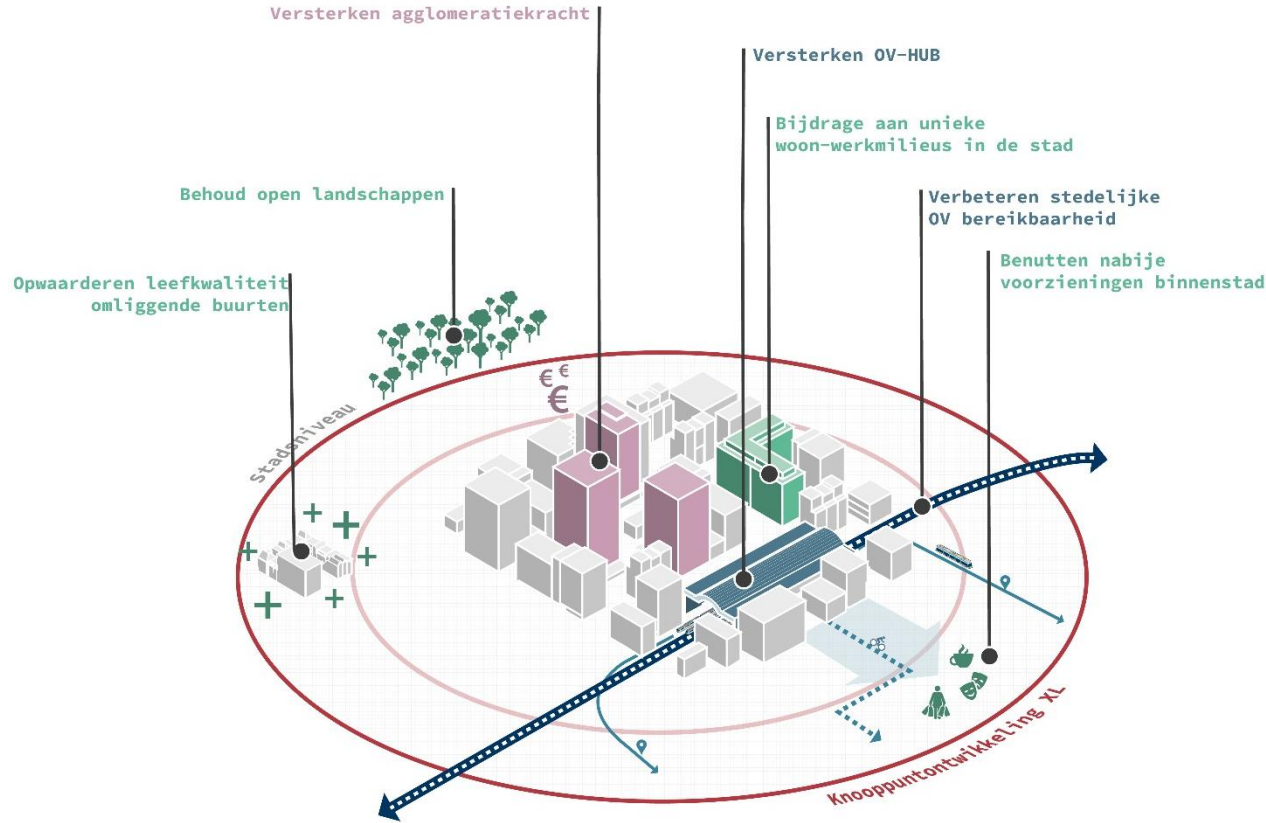 Versterken agglomeratiekracht
Versterken OV-HUB
Bijdrage aan unieke
woon-werkmilieus in de stad
Behoud open landschappen
Verbeteren stedelijke
OV bereikbaarheid
Benutten nabije
voorzieningen binnenstad
Opwaarderen leefkwaliteit
omliggende buurten
€ €
€
Stadsniveau
Knooppuntontwikkeling XL